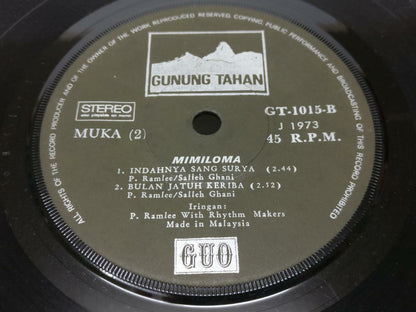 GUNUNG TAHAN
STEREO
MUKA (2)
GT-1015-B
J 1973
45 R.P.M.
MIMILOMA
1. INDAHNYA SANG SURYA (2.44)
P. Ramlee/Salleh Ghani
2. BULAN JATUH KERIBA (2.12)
P. Ramlee/Salleh Ghani
Iringan:
P. Ramlee With Rhythm Makers
Made in Malaysia
GUO
ALL RIGHTS OF THE RECORD PRODUCER AND OF THE OWNER OF THE WORK REPRODUCED RESERVED. COPYING, PUBLIC PERFORMANCE AND BROADCASTING OF THIS RECORD PROHIBITED